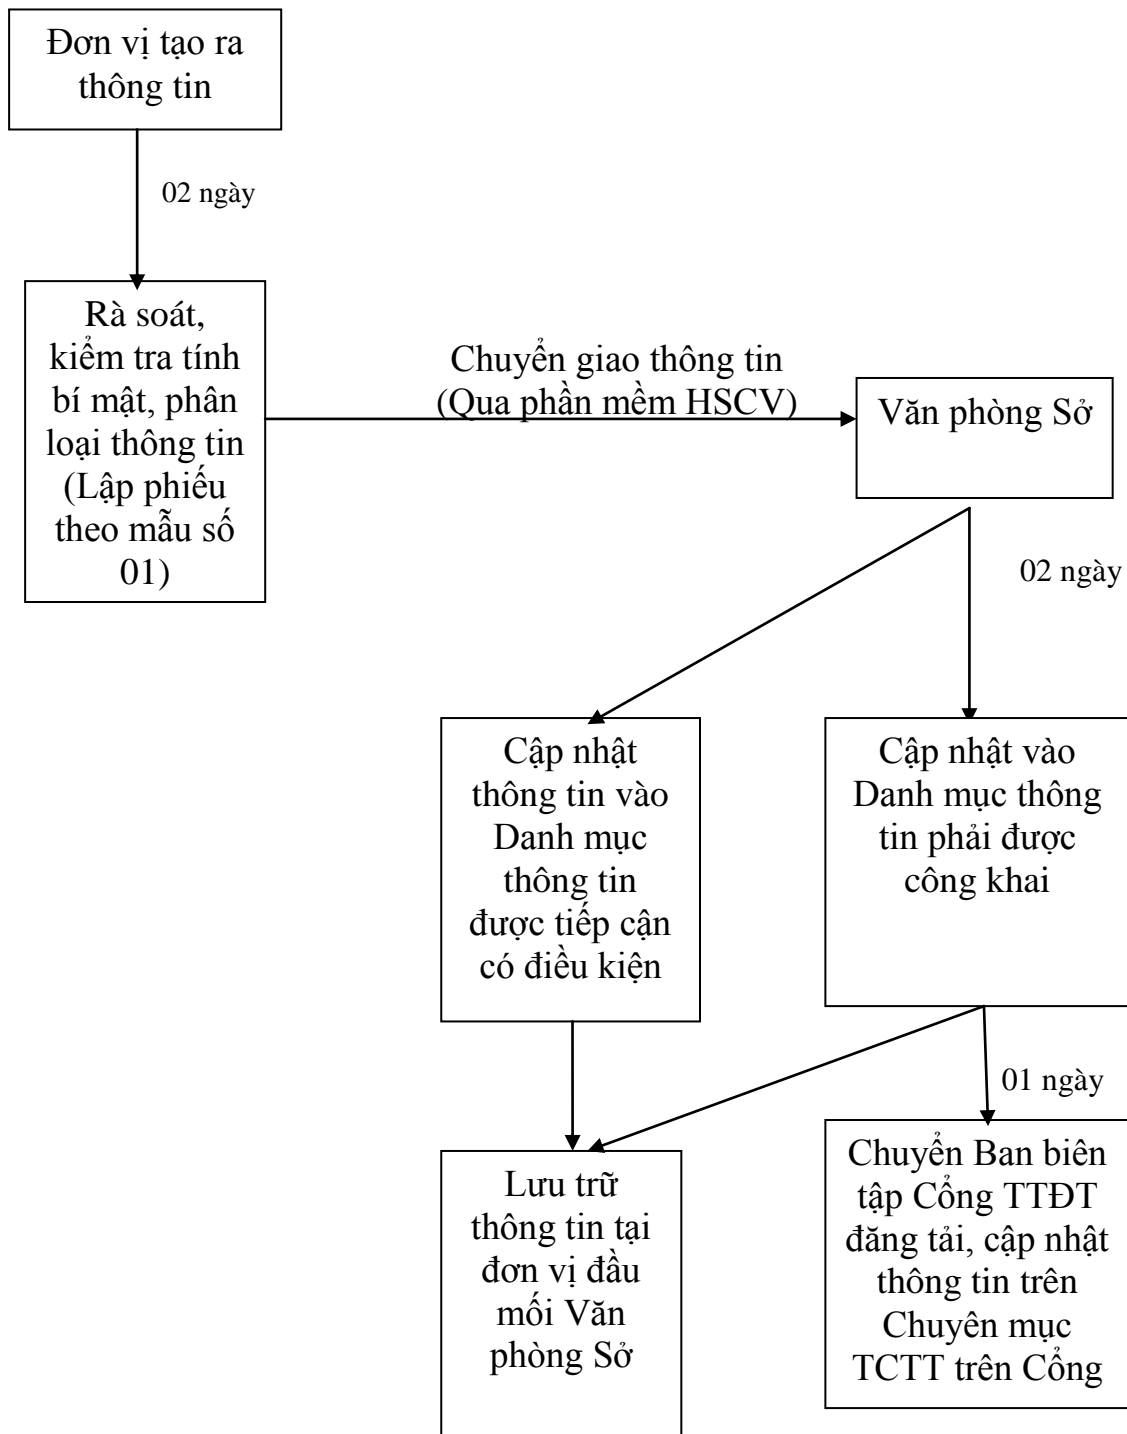 Đơn vị tạo ra
thông tin
02 ngày
Rà soát,
kiểm tra tính
bí mật, phân
loại thông tin
(Lập phiếu
theo mẫu số
01)
Chuyển giao thông tin
(Qua phần mềm HSCV)
Văn phòng Sở
02 ngày
Cập nhật
thông tin vào
Danh mục
thông tin
được tiếp cận
có điều kiện
Cập nhật vào
Danh mục thông
tin phải được
công khai
01 ngày
Lưu trữ
thông tin tại
đơn vị đầu
mối Văn
phòng Sở
Chuyển Ban biên
tập Cổng TTĐT
đăng tải, cập nhật
thông tin trên
Chuyên mục
TCTT trên Cổng